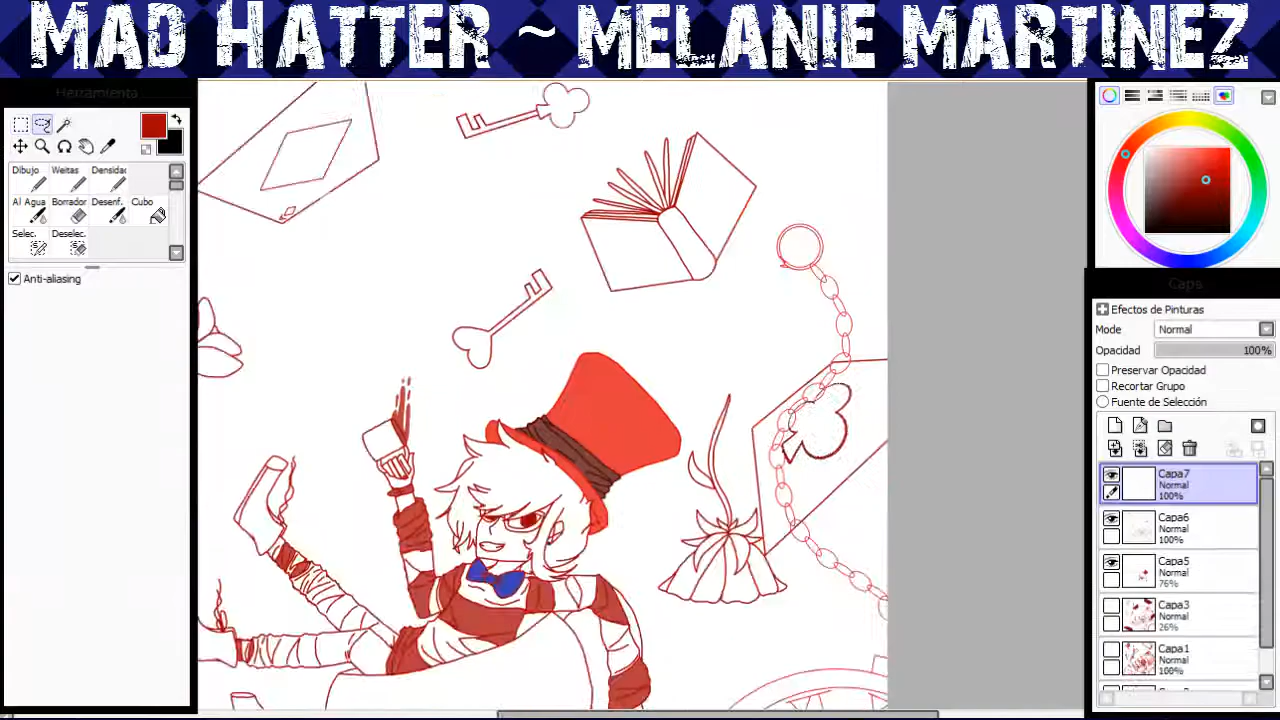 MAD HATTER ~ MELANIE MARTINEZ
Herramienta
Dibujo Weitas Densidac
Al Agua Borrador Desenf. Cubo
Selec. Deselec.
Anti-aliasing
Caps
Efectos de Pinturas
Mode Normal
Opacidad 100%
Preservar Opacidad
Recortar Grupo
Fuente de Selección
Capa7
Normal
100%
Capa6
Normal
100%
Capa5
Normal
76%
Capa3
Normal
26%
Capa1
Normal
100%